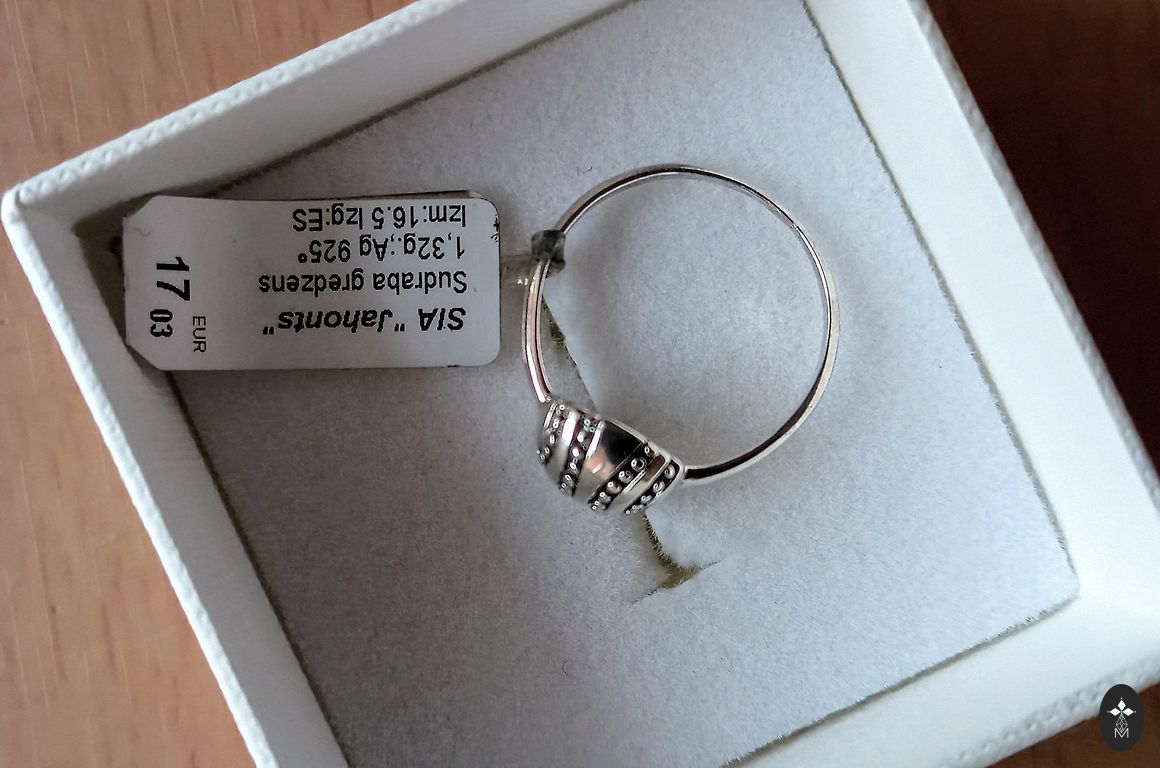 SIA "Jahonts"
Sudraba gredzens
1,32g.;Ag 925°
Izm:16.5 Izg:ES
EUR
17 03
M